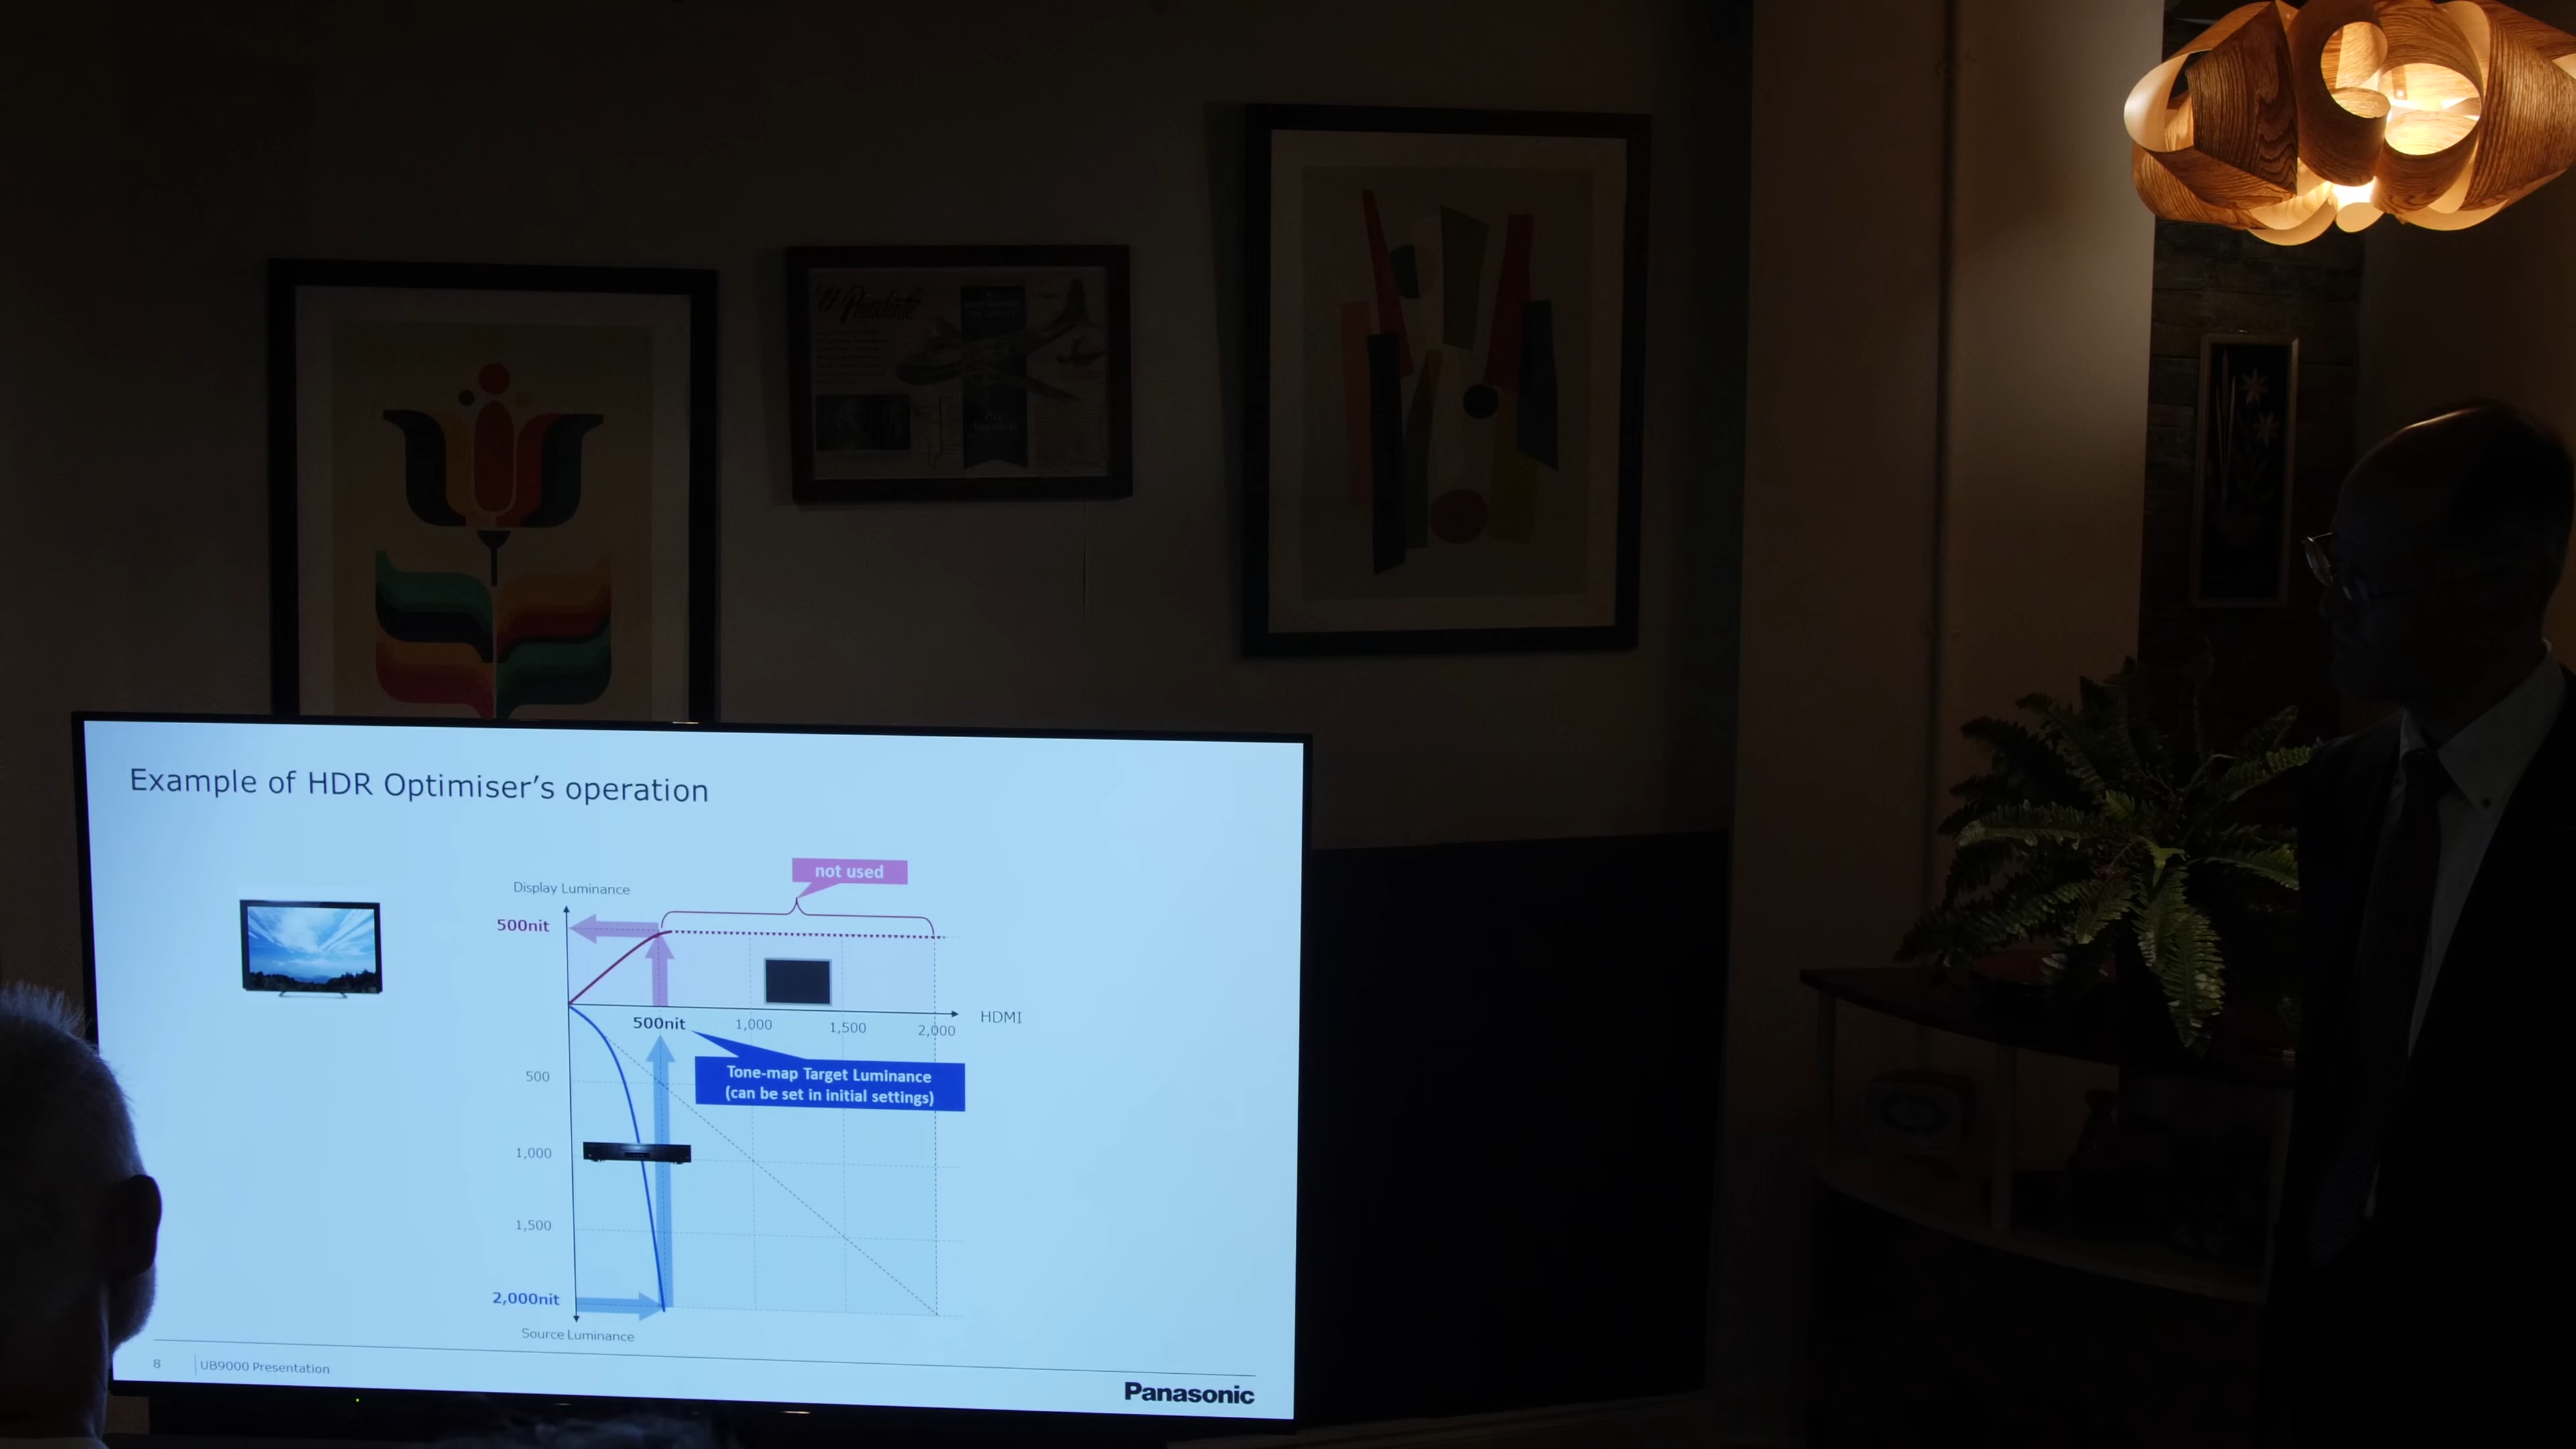 Example of HDR Optimiser's operation
not used
Display Luminance
500nit
HDMI
500nit
1,000
1,500
2,000
Tone-map Target Luminance
(can be set in initial settings)
500
1,000
1,500
2,000nit
Source Luminance
8
UB9000 Presentation
Panasonic